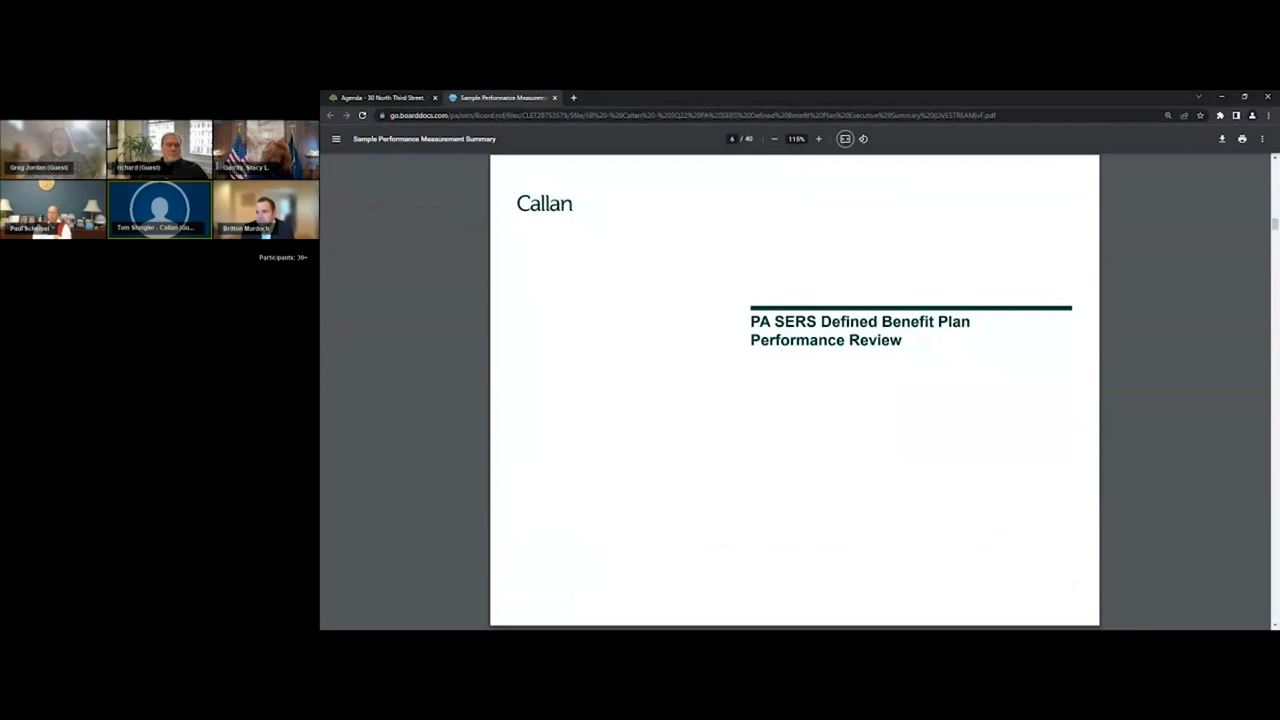 Agenda - 30 North Third Street,
Sample Performance Measurem
Sample Performance Measurement Summary
6 / 40
115%
Greg Jordan (Guest)
richard (Guest)
Garrity, Stacy L.
Paul Schemel
Tom Shingler - Callan (Gu...
Britton Murdoch
Participants: 30+
Callan
PA SERS Defined Benefit Plan
Performance Review